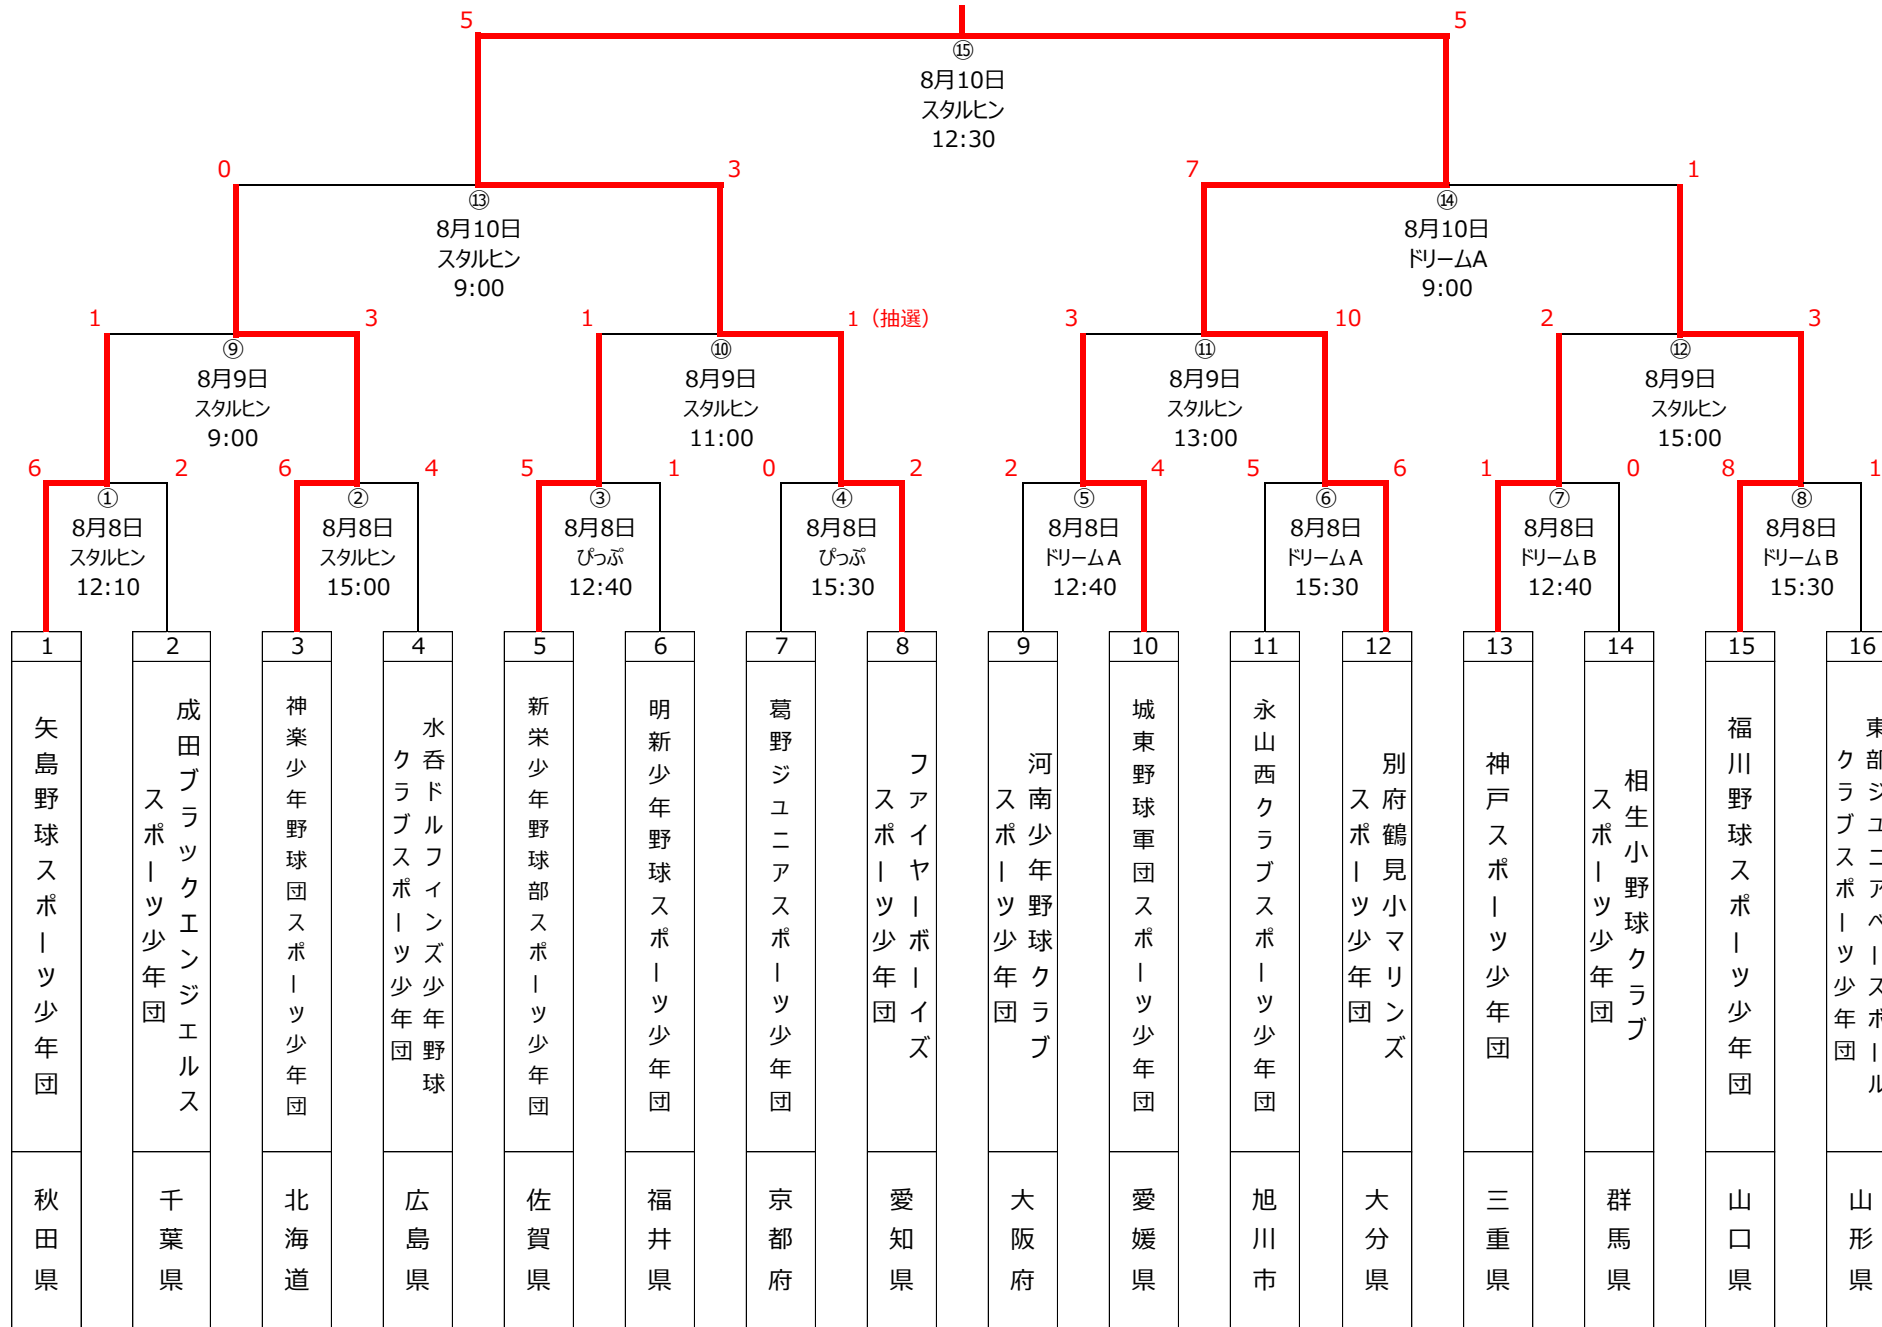 5 5
⑮
8月10日
スタルヒン
12:30
0 3 7 1
⑬ ⑭
8月10日 8月10日
スタルヒン ドリームA
9:00 9:00
1 3 1 1（抽選） 3 10 2 3
⑨ ⑩ ⑪ ⑫
8月9日 8月9日 8月9日 8月9日
スタルヒン スタルヒン スタルヒン スタルヒン
9:00 11:00 13:00 15:00
6 2 6 4 5 1 0 2 2 4 5 6 1 0 8 1
① ② ③ ④ ⑤ ⑥ ⑦ ⑧
8月8日 8月8日 8月8日 8月8日 8月8日 8月8日 8月8日 8月8日
スタルヒン スタルヒン ぴっぷ ぴっぷ ドリームA ドリームA ドリームB ドリームB
12:10 15:00 12:40 15:30 12:40 15:30 12:40 15:30
1 2 3 4 5 6 7 8 9 10 11 12 13 14 15 16
矢島野球スポーツ少年団
成田ブラックエンジェルス
スポーツ少年団
神楽少年野球団スポーツ少年団
水呑ドルフィンズ少年野球
クラブスポーツ少年団
新栄少年野球部スポーツ少年団
明新少年野球スポーツ少年団
葛野ジュニアスポーツ少年団
ファイヤーボーイズ
スポーツ少年団
河南少年野球クラブ
スポーツ少年団
城東野球軍団スポーツ少年団
永山西クラブスポーツ少年団
別府鶴見小マリンズ
スポーツ少年団
神戸スポーツ少年団
相生小野球クラブ
スポーツ少年団
福川野球スポーツ少年団
東部ジュニアベースボール
クラブスポーツ少年団
秋田県 千葉県 北海道 広島県 佐賀県 福井県 京都府 愛知県 大阪府 愛媛県 旭川市 大分県 三重県 群馬県 山口県 山形県